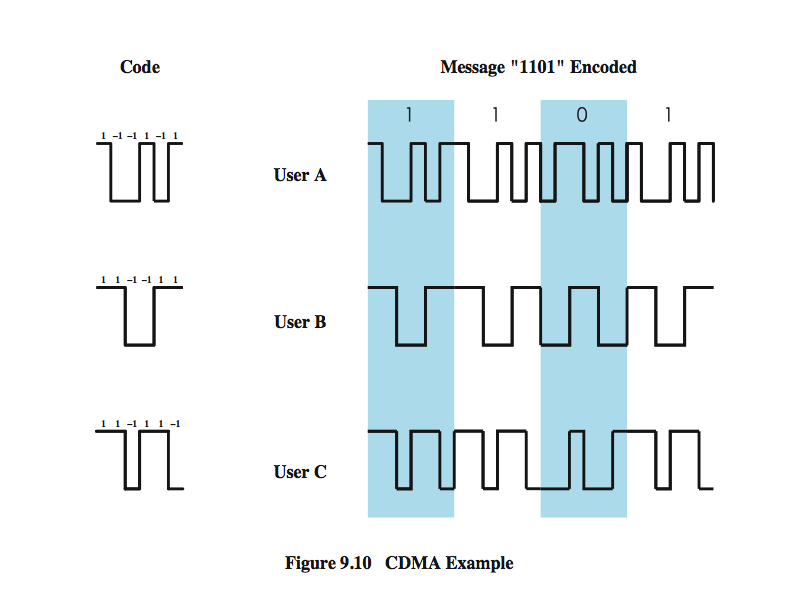 Code
Message "1101" Encoded
1 1 0 1
1 –1 –1 1 –1 1
User A
1 1 –1 –1 1 1
User B
1 1 –1 1 1 –1
User C
Figure 9.10 CDMA Example